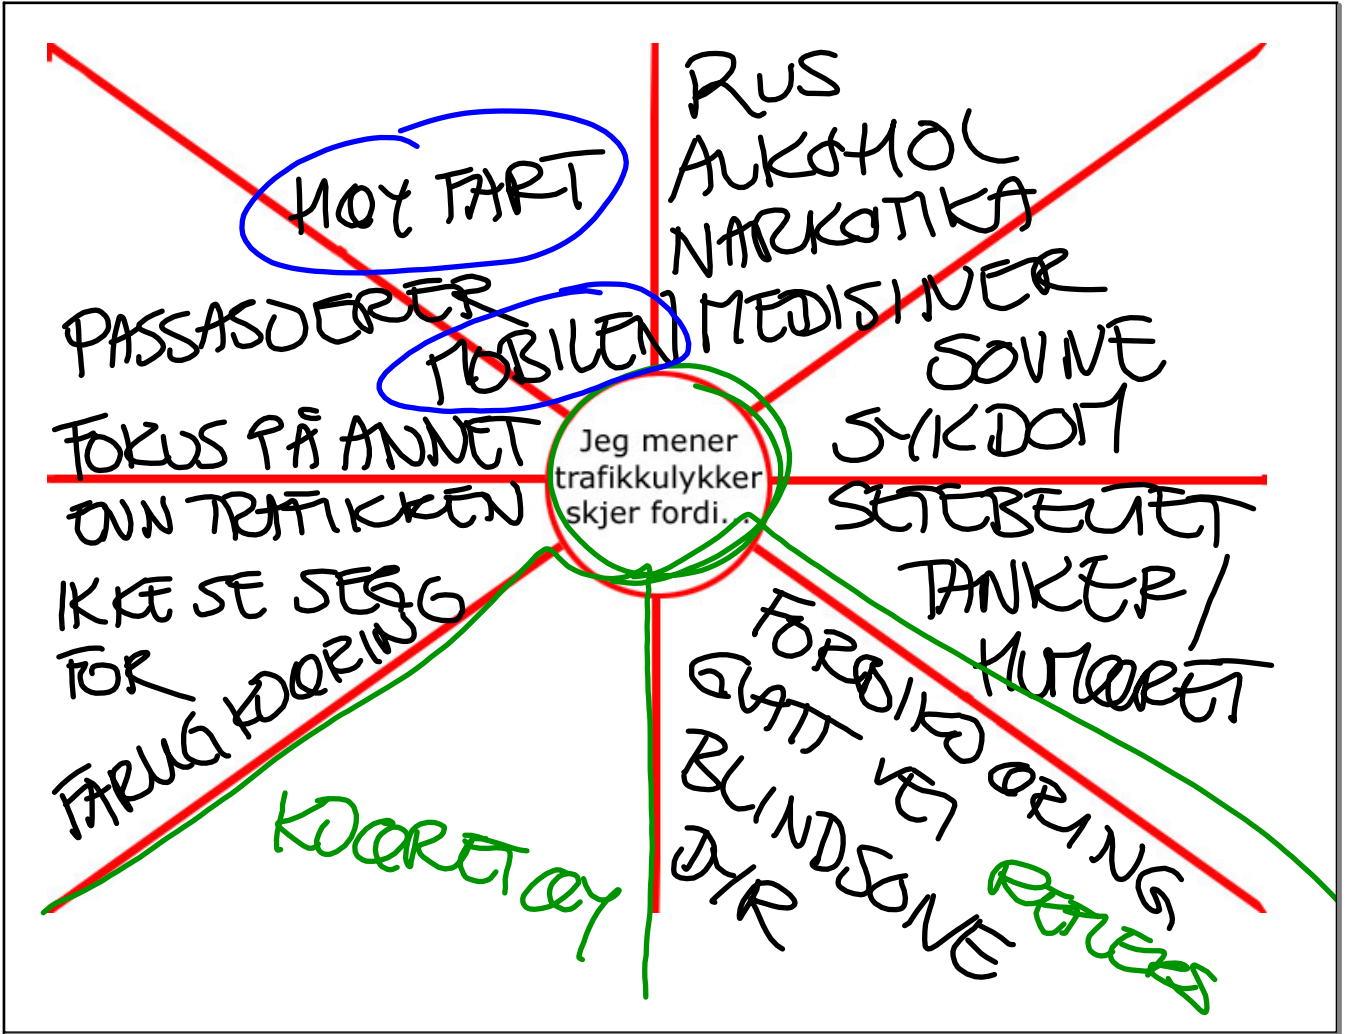 HØY FART
PASSASJERER
MOBILEN
FOKUS PÅ ANNET
ENN TRAFIKKEN
IKKE SE SEG
FOR
FARLIG KJØRING
RUS
ALKOHOL
NARKOTIKA
MEDISINER
SOVNE
SYKDOM
Jeg mener
trafikkulykker
skjer fordi...
SETEBELTET
TANKER/
HUMØRET
FORBIKJØRING
GLATT VEI
BLINDSONE
DYR
KJØRETØY